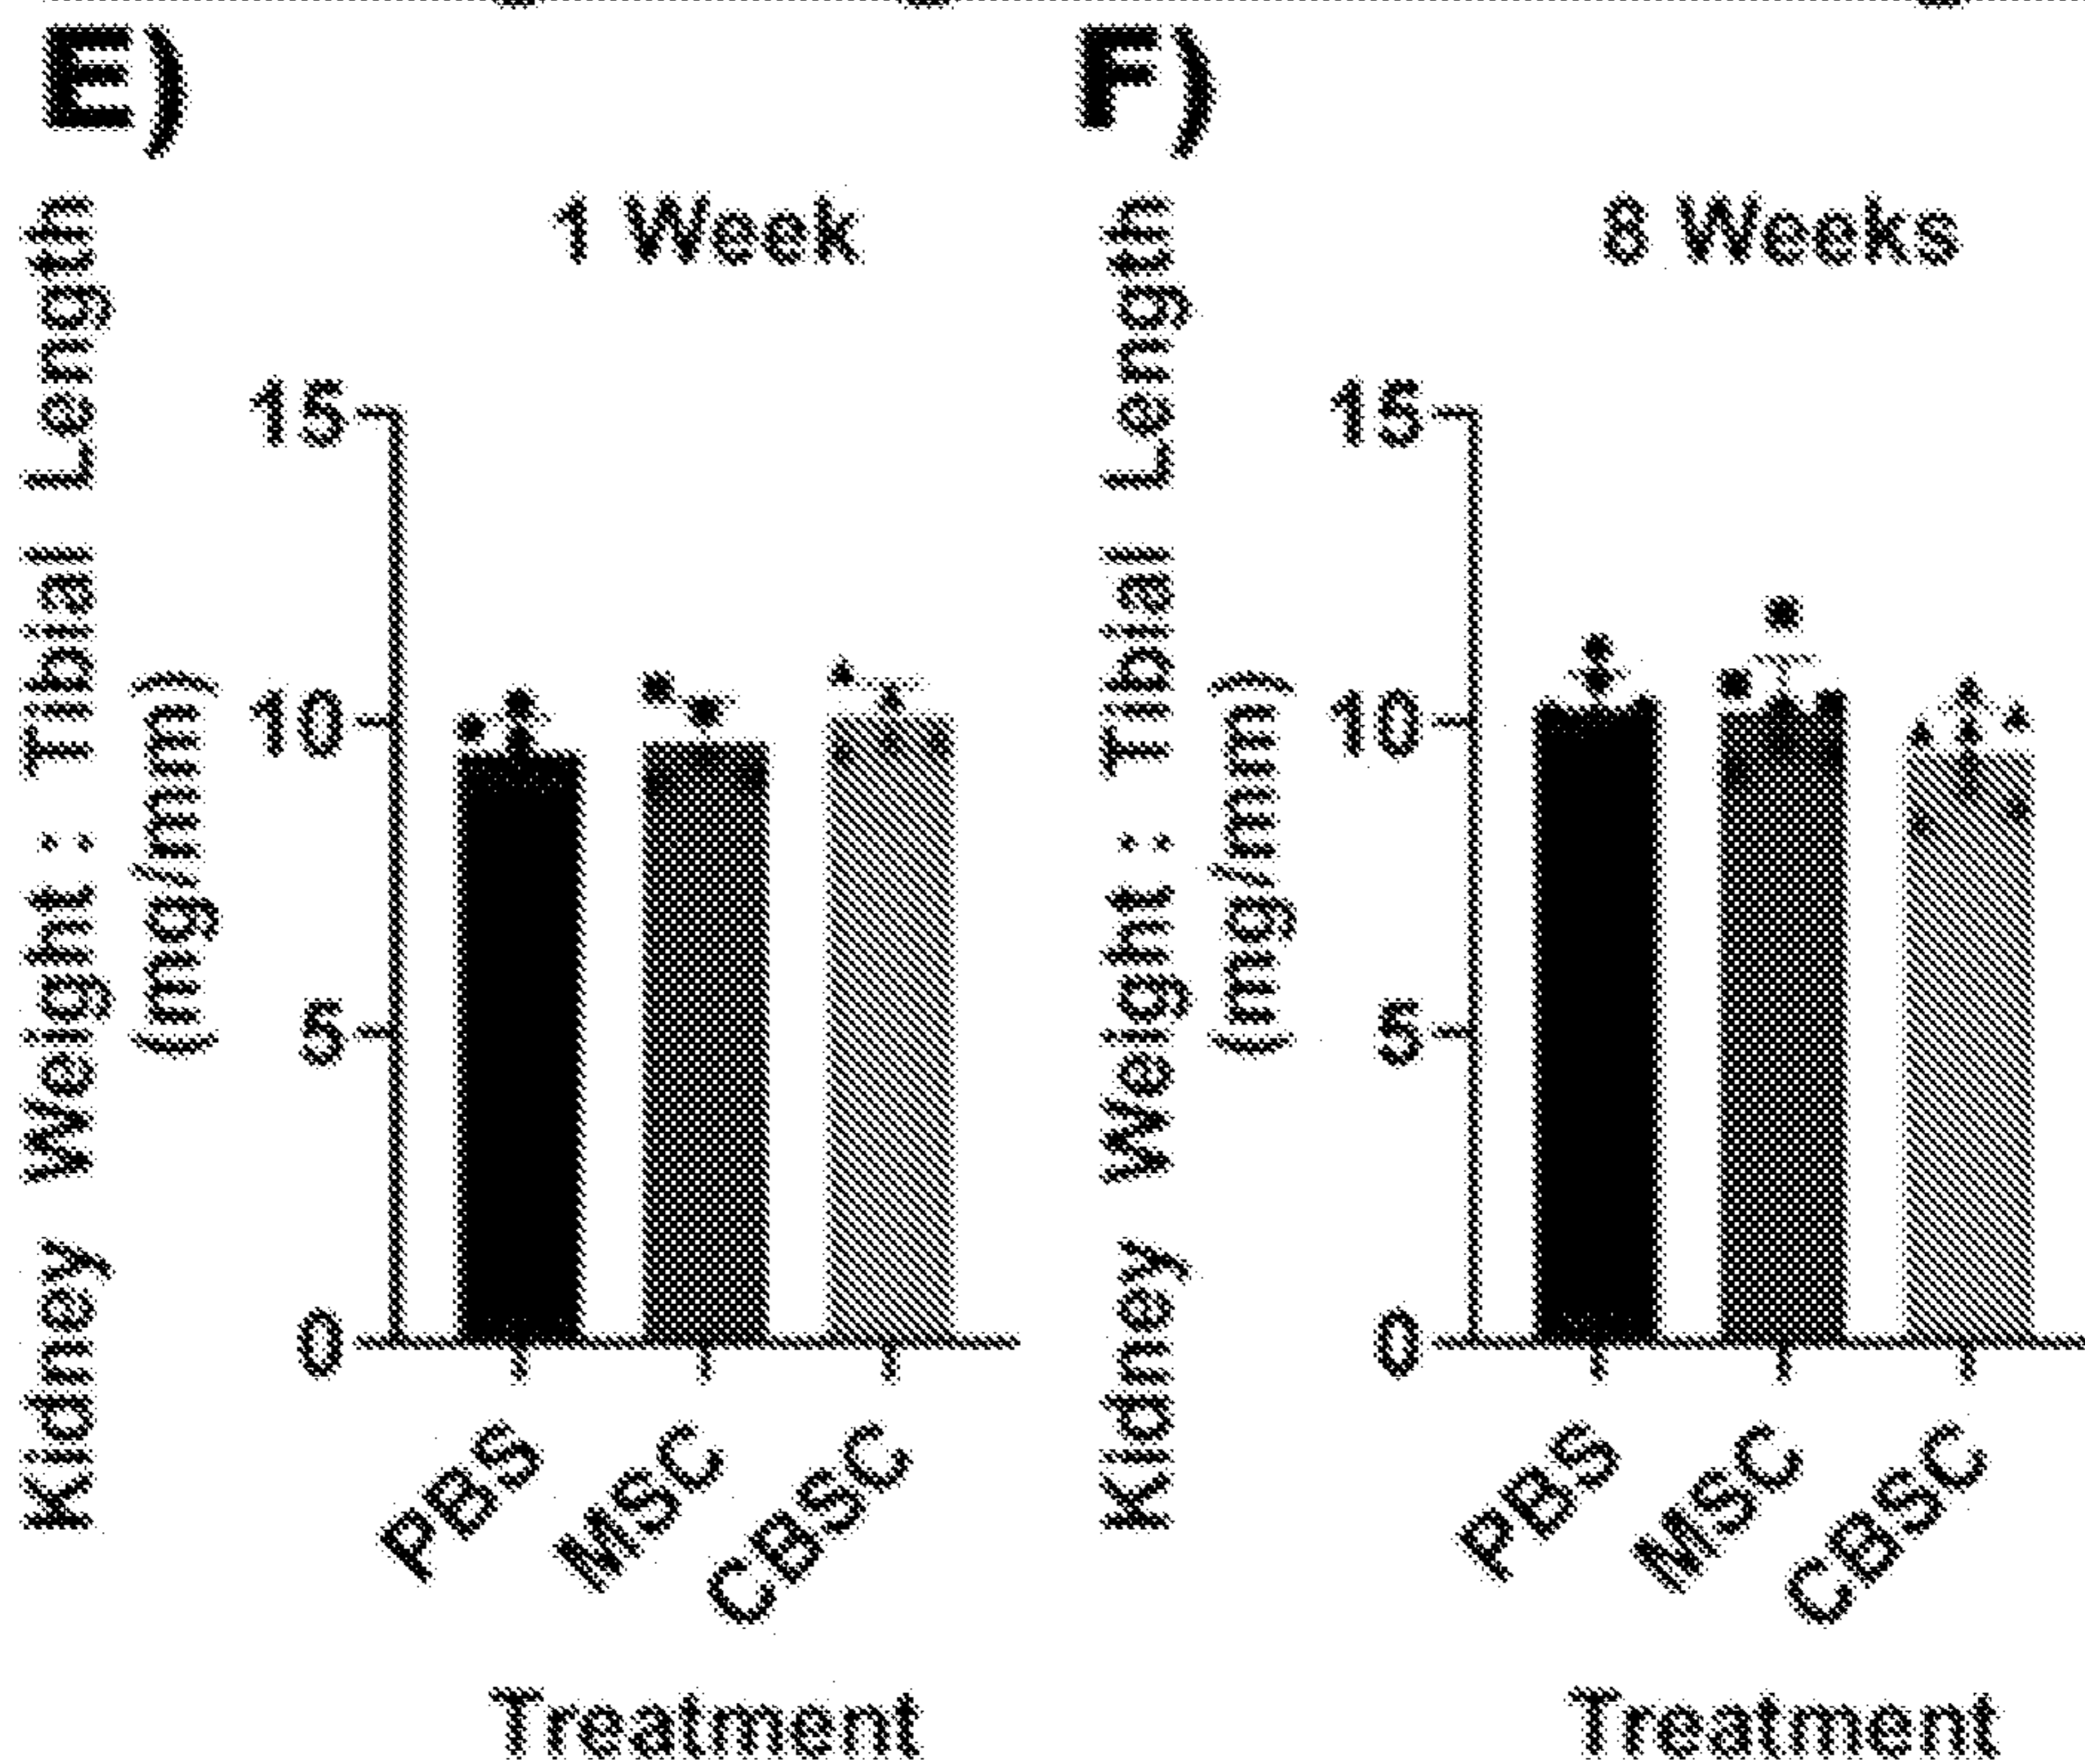 E)
1 Week
Kidney Weight : Tibial Length
(mg/mm)
15
10
5
0
PBS
MSC
CBSC
Treatment
F)
8 Weeks
Kidney Weight : Tibial Length
(mg/mm)
15
10
5
0
PBS
MSC
CBSC
Treatment